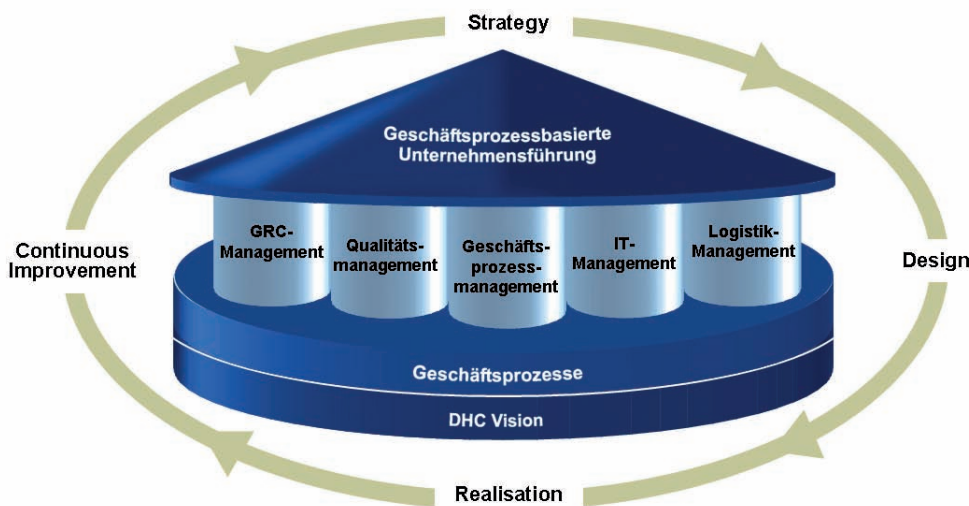 Strategy
Geschäftsprozessbasierte
Unternehmensführung
GRC-
Management
Qualitäts-
management
Geschäfts-
prozess-
management
IT-
Management
Logistik-
Management
Continuous
Improvement
Design
Geschäftsprozesse
DHC Vision
Realisation